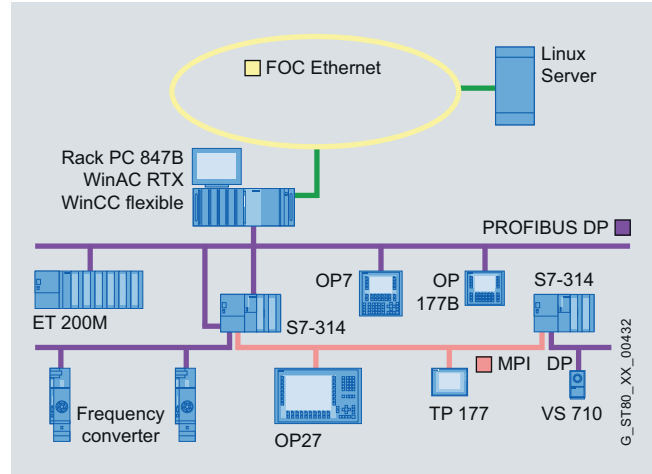 FOC Ethernet
Linux
Server
Rack PC 847B
WinAC RTX
WinCC flexible
PROFIBUS DP
ET 200M
S7-314
OP7
OP
177B
S7-314
MPI
DP
Frequency
converter
OP27
TP 177
VS 710
G_ST80_XX_00432